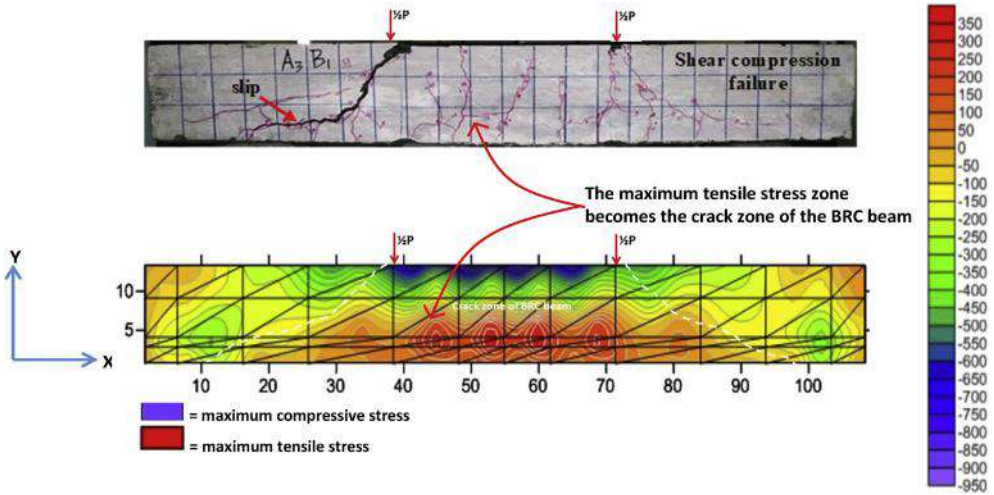 ½P
½P
A3 B1
Shear compression
failure
slip
The maximum tensile stress zone
becomes the crack zone of the BRC beam
½P
½P
Y
10
5
X
Crack zone of BRC beam
10 20 30 40 50 60 70 80 90 100
= maximum compressive stress
= maximum tensile stress
350
300
250
200
150
100
50
0
-50
-100
-150
-200
-250
-300
-350
-400
-450
-500
-550
-600
-650
-700
-750
-800
-850
-900
-950